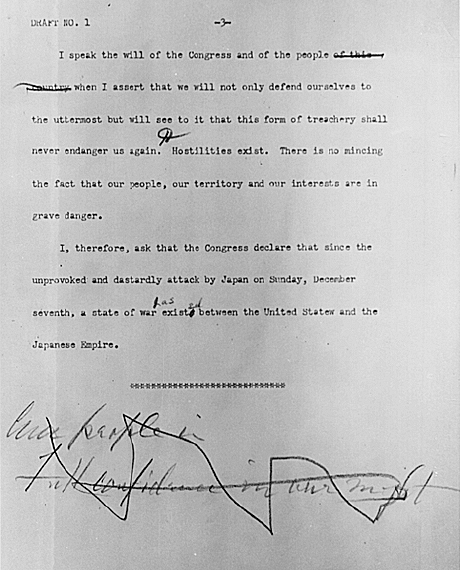 DRAFT NO. 1 -3-
I speak the will of the Congress and of the people of this
country when I assert that we will not only defend ourselves to
the uttermost but will see to it that this form of treachery shall
never endanger us again. Hostilities exist. There is no mincing
the fact that our people, our territory and our interests are in
grave danger.
I, therefore, ask that the Congress declare that since the
unprovoked and dastardly attack by Japan on Sunday, December
has ed
seventh, a state of war exists between the United Statew and the
Japanese Empire.
****************************************
people in
confidence in our might